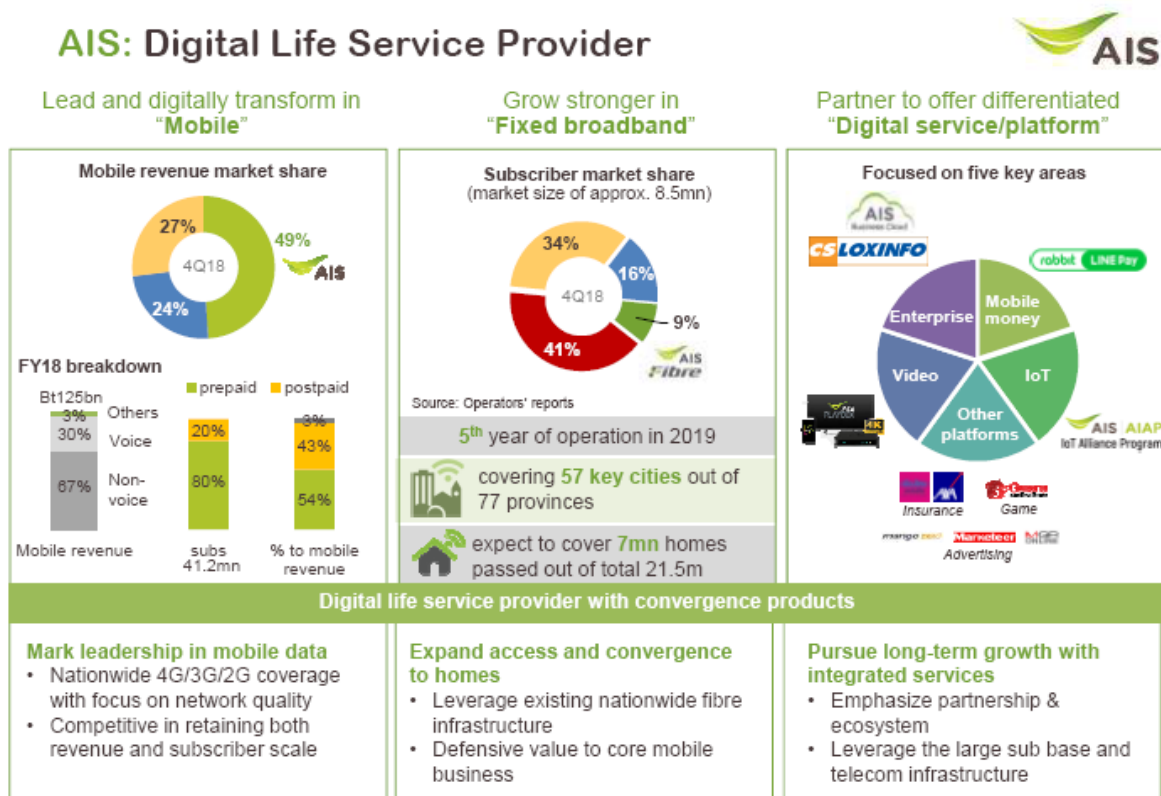 AIS: Digital Life Service Provider
AIS
Lead and digitally transform in
“Mobile”
Mobile revenue market share
27%
49%
AIS
4Q18
24%
FY18 breakdown
prepaid
postpaid
Bt125bn
3%
Others
30%
Voice
67%
Non-
voice
Mobile revenue
20%
80%
subs
41.2mn
3%
43%
54%
% to mobile
revenue
Grow stronger in
“Fixed broadband”
Subscriber market share
(market size of approx. 8.5mn)
34%
16%
4Q18
9%
41%
AIS
Fibre
Source: Operators' reports
5th year of operation in 2019
covering 57 key cities out of
77 provinces
expect to cover 7mn homes
passed out of total 21.5m
Partner to offer differentiated
“Digital service/platform”
Focused on five key areas
AIS
Business Cloud
CS LOXINFO
rabbit LINE Pay
Enterprise
Mobile
money
Video
IoT
Other
platforms
AIS
PLAYBOX
4K
AIS | AIAP
IoT Alliance Program
AXA
Insurance
Game
mango zero
Marketeer
Advertising
Digital life service provider with convergence products
Mark leadership in mobile data
• Nationwide 4G/3G/2G coverage
with focus on network quality
• Competitive in retaining both
revenue and subscriber scale
Expand access and convergence
to homes
• Leverage existing nationwide fibre
infrastructure
• Defensive value to core mobile
business
Pursue long-term growth with
integrated services
• Emphasize partnership &
ecosystem
• Leverage the large sub base and
telecom infrastructure